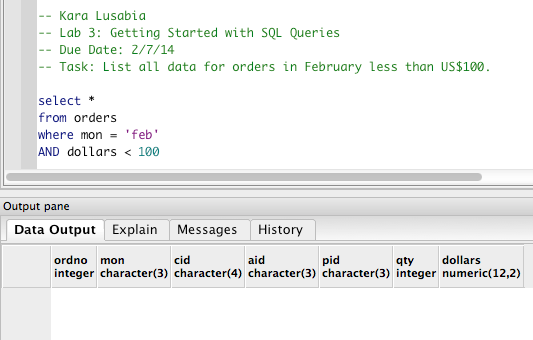 -- Kara Lusabia
-- Lab 3: Getting Started with SQL Queries
-- Due Date: 2/7/14
-- Task: List all data for orders in February less than US$100.
select *
from orders
where mon = 'feb'
AND dollars < 100
Output pane
Data Output Explain Messages History
ordno mon cid aid pid qty dollars
integer character(3) character(4) character(3) character(3) integer numeric(12,2)